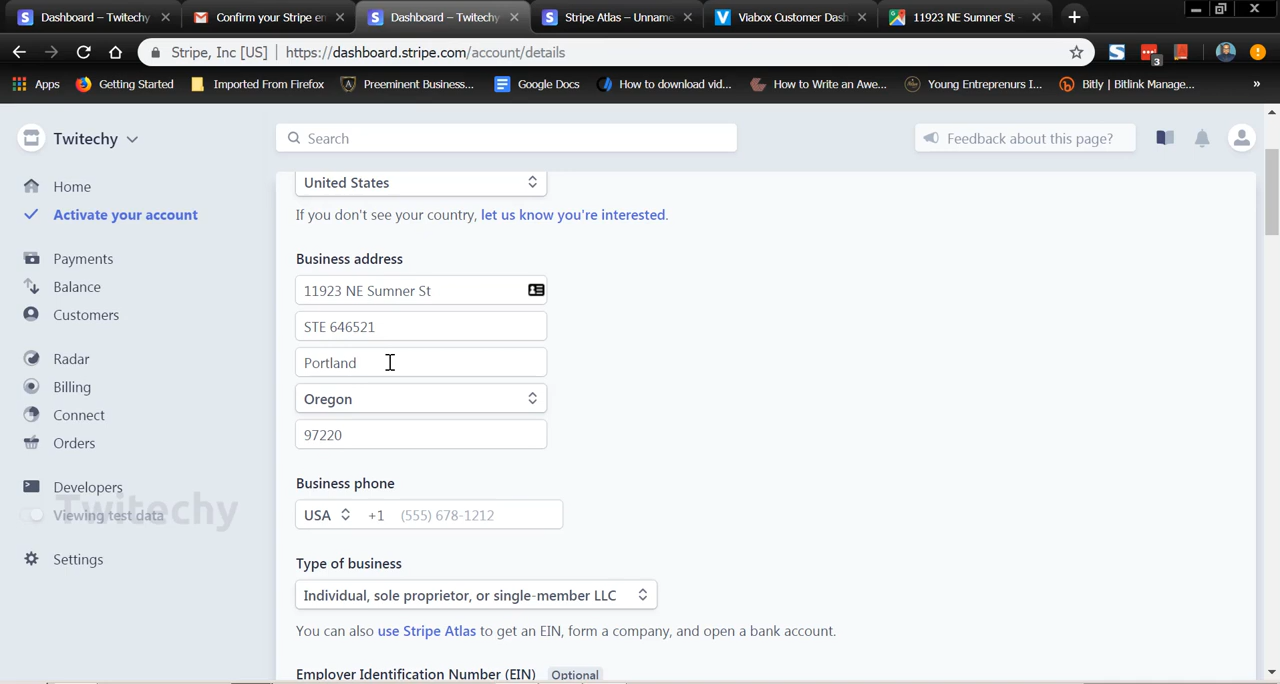 Dashboard – Twitechy
Confirm your Stripe en
Dashboard – Twitechy
Stripe Atlas – Unname
Viabox Customer Dash
11923 NE Sumner St -
Stripe, Inc [US] | https://dashboard.stripe.com/account/details
3
Apps
Getting Started
Imported From Firefox
Preeminent Business...
Google Docs
How to download vid...
How to Write an Awe...
Young Entreprenurs I...
Bitly | Bitlink Manage...
»
Twitechy
Search
Feedback about this page?
Home
Activate your account
Payments
Balance
Customers
Radar
Billing
Connect
Orders
Developers
Viewing test data
Twitechy
Settings
United States
If you don't see your country, let us know you're interested.
Business address
11923 NE Sumner St
STE 646521
Portland
Oregon
97220
Business phone
USA +1 (555) 678-1212
Type of business
Individual, sole proprietor, or single-member LLC
You can also use Stripe Atlas to get an EIN, form a company, and open a bank account.
Employer Identification Number (EIN) Optional